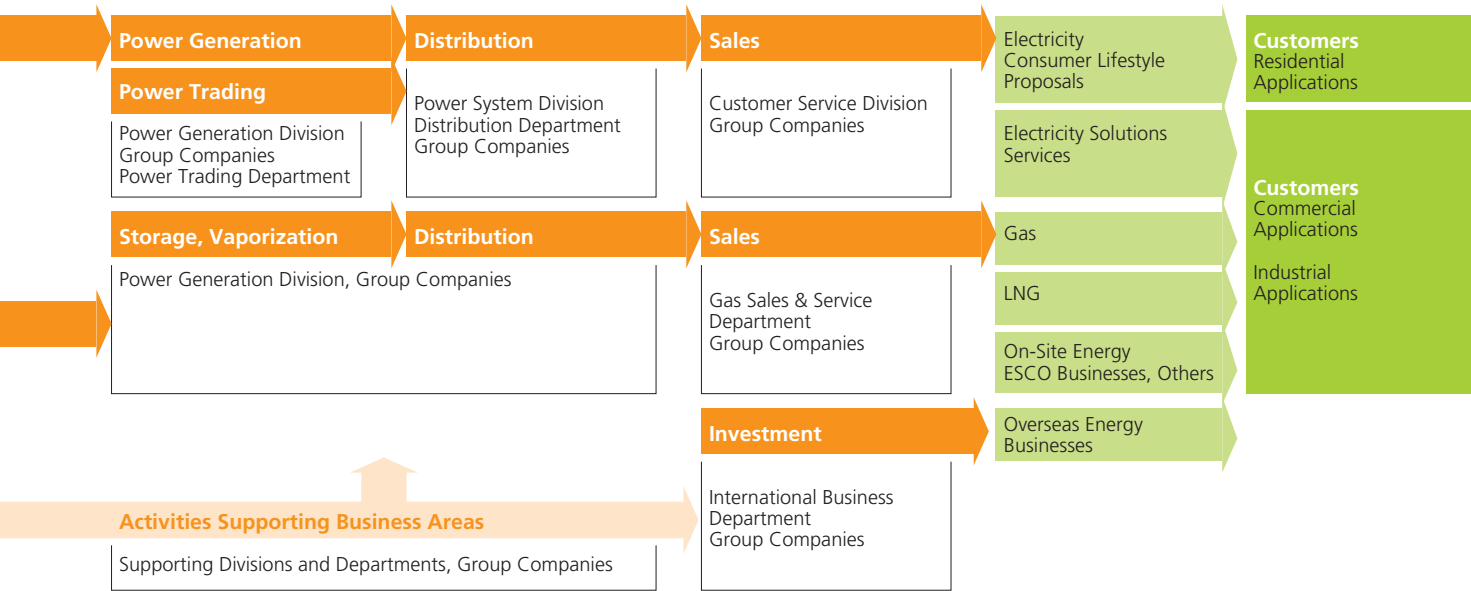 Power Generation
Power Trading
Power Generation Division
Group Companies
Power Trading Department
Distribution
Power System Division
Distribution Department
Group Companies
Sales
Customer Service Division
Group Companies
Electricity
Consumer Lifestyle
Proposals
Electricity Solutions
Services
Customers
Residential
Applications
Customers
Commercial
Applications
Industrial
Applications
Storage, Vaporization
Distribution
Power Generation Division, Group Companies
Sales
Gas Sales & Service
Department
Group Companies
Gas
LNG
On-Site Energy
ESCO Businesses, Others
Investment
International Business
Department
Group Companies
Overseas Energy
Businesses
Activities Supporting Business Areas
Supporting Divisions and Departments, Group Companies